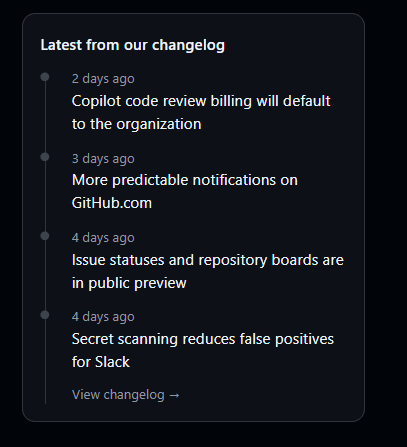 Latest from our changelog
2 days ago
Copilot code review billing will default
to the organization
3 days ago
More predictable notifications on
GitHub.com
4 days ago
Issue statuses and repository boards are
in public preview
4 days ago
Secret scanning reduces false positives
for Slack
View changelog →